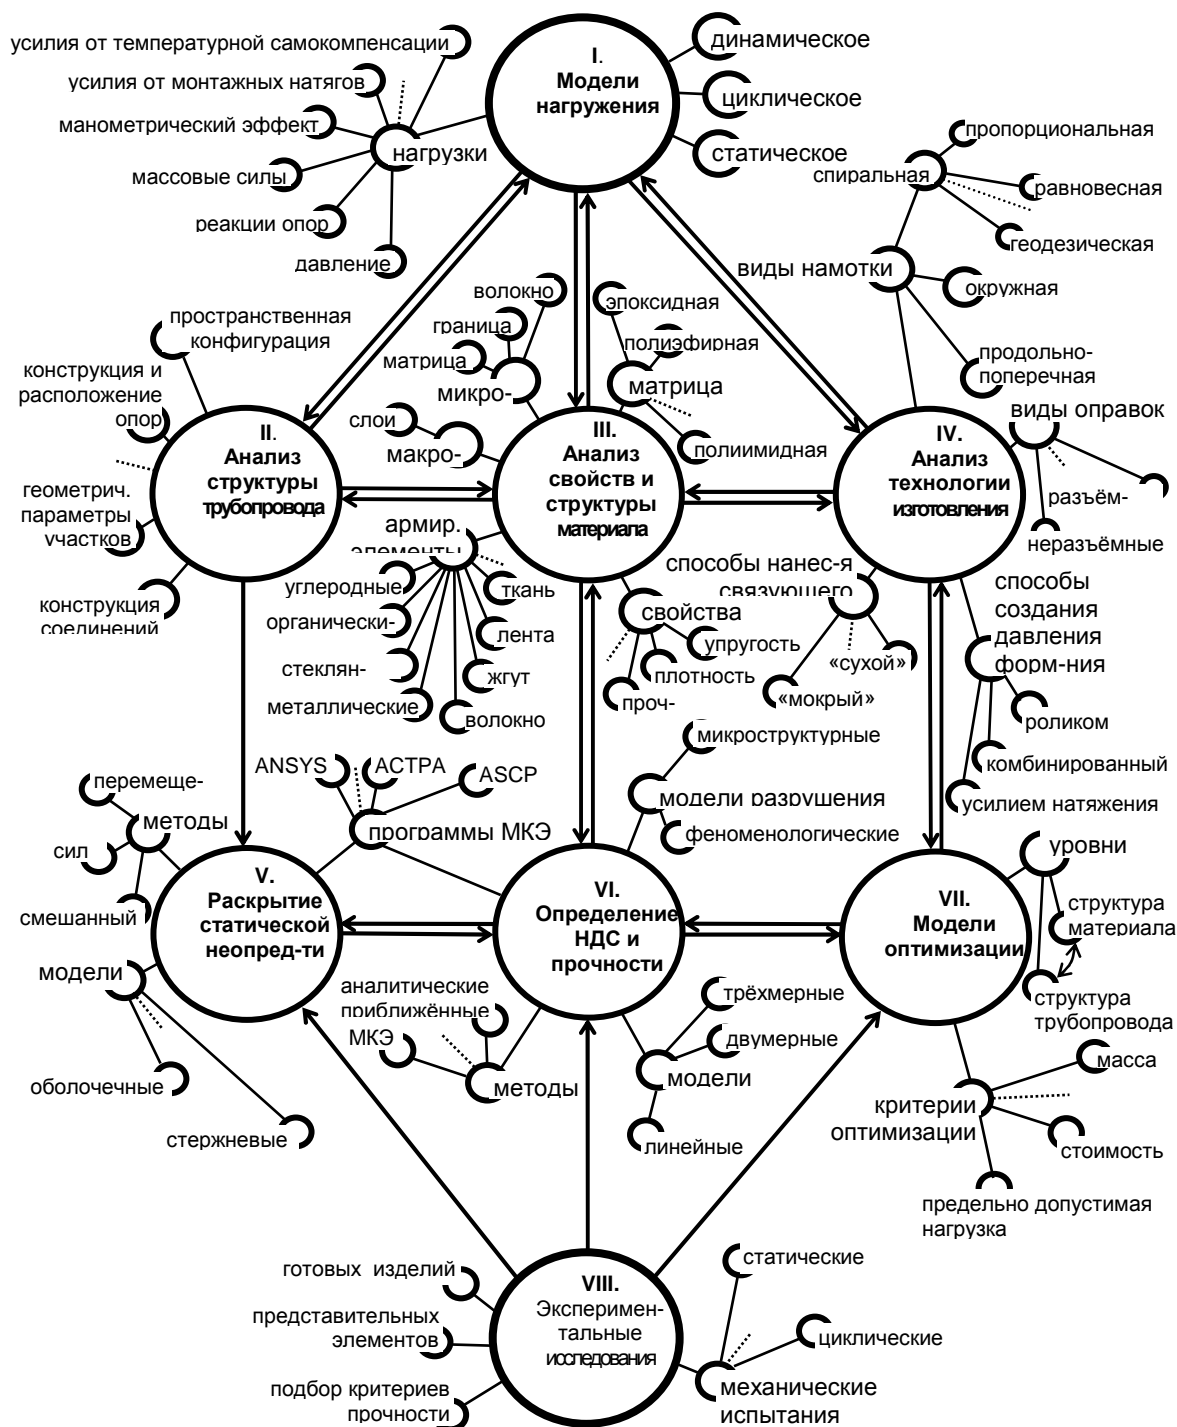 усилия от температурной самокомпенсации
усилия от монтажных натягов
манометрический эффект
массовые силы
реакции опор
давление
нагрузки
I.
Модели
нагружения
динамическое
циклическое
статическое
пропорциональная
спиральная
равновесная
геодезическая
виды намотки
окружная
продольно-
поперечная
пространственная
конфигурация
конструкция и
расположение
опор
геометрич.
параметры
участков
конструкция
соединений
II.
Анализ
структуры
трубопровода
волокно
граница
матрица
микро-
слои
макро-
эпоксидная
полиэфирная
матрица
полиимидная
III.
Анализ
свойств и
структуры
материала
армир.
элементы
углеродные
органически-
стеклян-
металлические
ткань
лента
жгут
волокно
свойства
упругость
плотность
проч-
IV.
Анализ
технологии
изготовления
виды оправок
разъём-
неразъёмные
способы нанес-я
связующего
«сухой»
«мокрый»
способы
создания
давления
форм-ния
роликом
комбинированный
усилием натяжения
ANSYS
АСТРА
ASCP
программы МКЭ
перемеще-
методы
сил
смешанный
V.
Раскрытие
статической
неопред-ти
модели
оболочечные
стержневые
микроструктурные
модели разрушения
феноменологические
VI.
Определение
НДС и
прочности
аналитические
приближённые
МКЭ
методы
трёхмерные
двумерные
модели
линейные
VII.
Модели
оптимизации
уровни
структура
материала
структура
трубопровода
масса
критерии
оптимизации
стоимость
предельно допустимая
нагрузка
VIII.
Эксперимен-
тальные
исследования
готовых изделий
представительных
элементов
подбор критериев
прочности
статические
циклические
механические
испытания